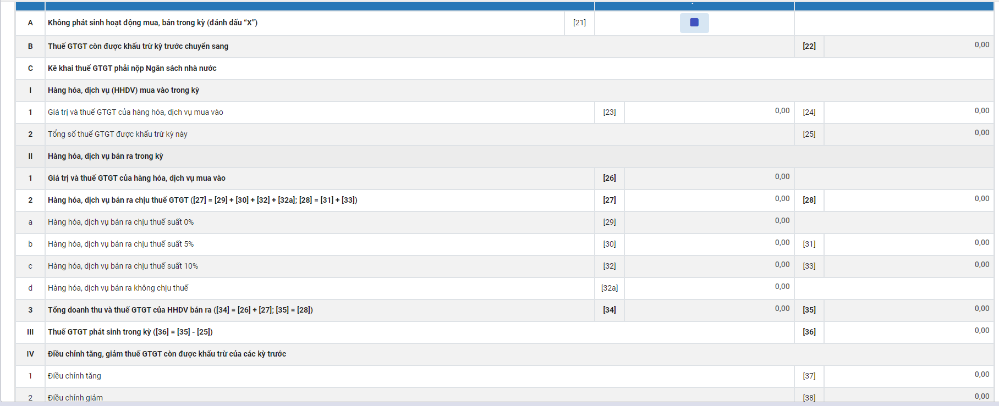 A Không phát sinh hoạt động mua, bán trong kỳ (đánh dấu “X”) [21]
B Thuế GTGT còn được khấu trừ kỳ trước chuyển sang [22] 0,00
C Kê khai thuế GTGT phải nộp Ngân sách nhà nước
I Hàng hóa, dịch vụ (HHDV) mua vào trong kỳ
1 Giá trị và thuế GTGT của hàng hóa, dịch vụ mua vào [23] 0,00 [24] 0,00
2 Tổng số thuế GTGT được khấu trừ kỳ này [25] 0,00
II Hàng hóa, dịch vụ bán ra trong kỳ
1 Giá trị và thuế GTGT của hàng hóa, dịch vụ mua vào [26] 0,00
2 Hàng hóa, dịch vụ bán ra chịu thuế GTGT ([27] = [29] + [30] + [32] + [32a]; [28] = [31] + [33]) [27] 0,00 [28] 0,00
a Hàng hóa, dịch vụ bán ra chịu thuế suất 0% [29] 0,00
b Hàng hóa, dịch vụ bán ra chịu thuế suất 5% [30] 0,00 [31] 0,00
c Hàng hóa, dịch vụ bán ra chịu thuế suất 10% [32] 0,00 [33] 0,00
d Hàng hóa, dịch vụ bán ra không chịu thuế [32a] 0,00
3 Tổng doanh thu và thuế GTGT của HHDV bán ra ([34] = [26] + [27]; [35] = [28]) [34] 0,00 [35] 0,00
III Thuế GTGT phát sinh trong kỳ ([36] = [35] - [25]) [36] 0,00
IV Điều chỉnh tăng, giảm thuế GTGT còn được khấu trừ của các kỳ trước
1 Điều chỉnh tăng [37] 0,00
2 Điều chỉnh giảm [38] 0,00